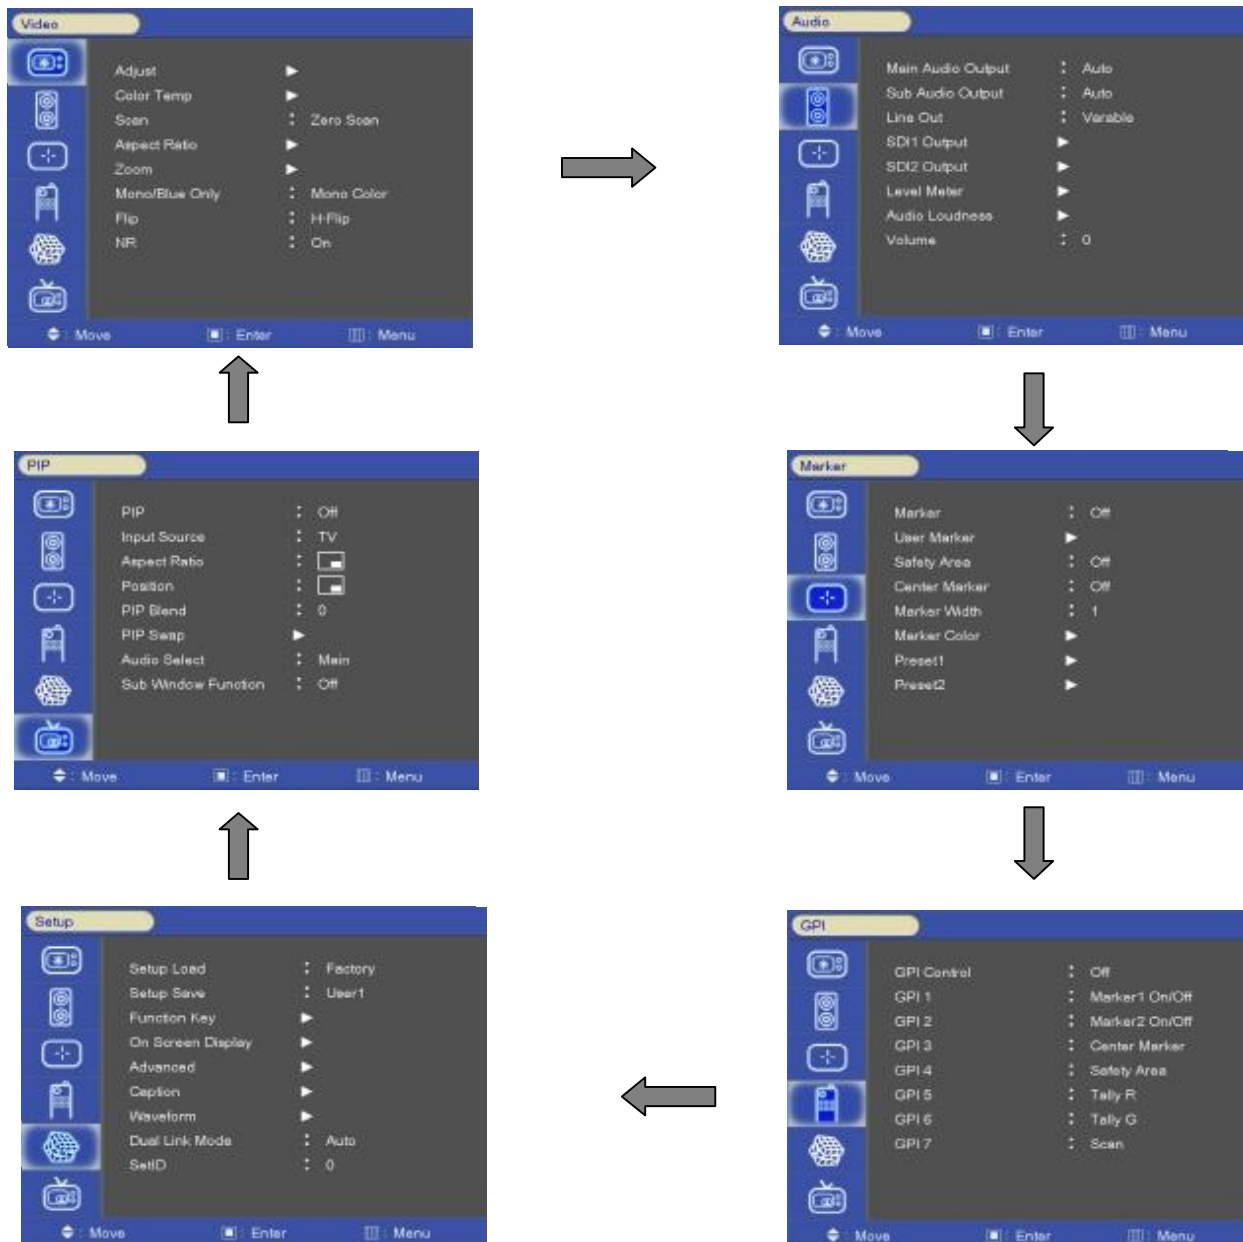 Video
Adjust
Color Temp
Scan : Zero Scan
Aspect Ratio
Zoom
Mono/Blue Only : Mono Color
Flip : H-Flip
NR : On
: Move : Enter : Menu
Audio
Main Audio Output : Auto
Sub Audio Output : Auto
Line Out : Varable
SDI1 Output
SDI2 Output
Level Meter
Audio Loudness
Volume : 0
: Move : Enter : Menu
PIP
PIP : Off
Input Source : TV
Aspect Ratio :
Position :
PIP Blend : 0
PIP Swap
Audio Select : Main
Sub Window Function : Off
: Move : Enter : Menu
Marker
Marker : Off
User Marker
Safety Area : Off
Center Marker : Off
Marker Width : 1
Marker Color
Preset1
Preset2
: Move : Enter : Menu
Setup
Setup Load : Factory
Setup Save : User1
Function Key
On Screen Display
Advanced
Caption
Waveform
Dual Link Mode : Auto
SetID : 0
: Move : Enter : Menu
GPI
GPI Control : Off
GPI 1 : Marker1 On/Off
GPI 2 : Marker2 On/Off
GPI 3 : Center Marker
GPI 4 : Safety Area
GPI 5 : Tally R
GPI 6 : Tally G
GPI 7 : Scan
: Move : Enter : Menu